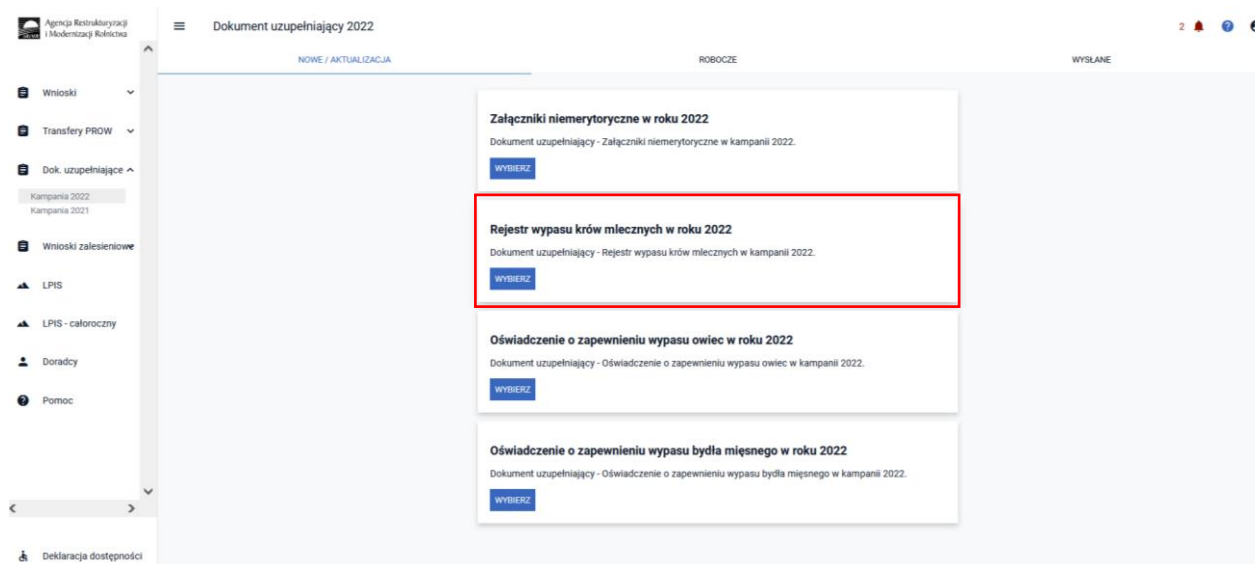 Agencja Restrukturyzacji
i Modernizacji Rolnictwa
Dokument uzupełniający 2022
2
NOWE / AKTUALIZACJA
ROBOCZE
WYSŁANE
Wnioski
Transfery PROW
Dok. uzupełniające
Kampania 2022
Kampania 2021
Wnioski zalesieniowe
LPIS
LPIS - całoroczny
Doradcy
Pomoc
Deklaracja dostępności
Załączniki niemerytoryczne w roku 2022
Dokument uzupełniający - Załączniki niemerytoryczne w kampanii 2022.
WYBIERZ
Rejestr wypasu krów mlecznych w roku 2022
Dokument uzupełniający - Rejestr wypasu krów mlecznych w kampanii 2022.
WYBIERZ
Oświadczenie o zapewnieniu wypasu owiec w roku 2022
Dokument uzupełniający - Oświadczenie o zapewnieniu wypasu owiec w kampanii 2022.
WYBIERZ
Oświadczenie o zapewnieniu wypasu bydła mięsnego w roku 2022
Dokument uzupełniający - Oświadczenie o zapewnieniu wypasu bydła mięsnego w kampanii 2022.
WYBIERZ